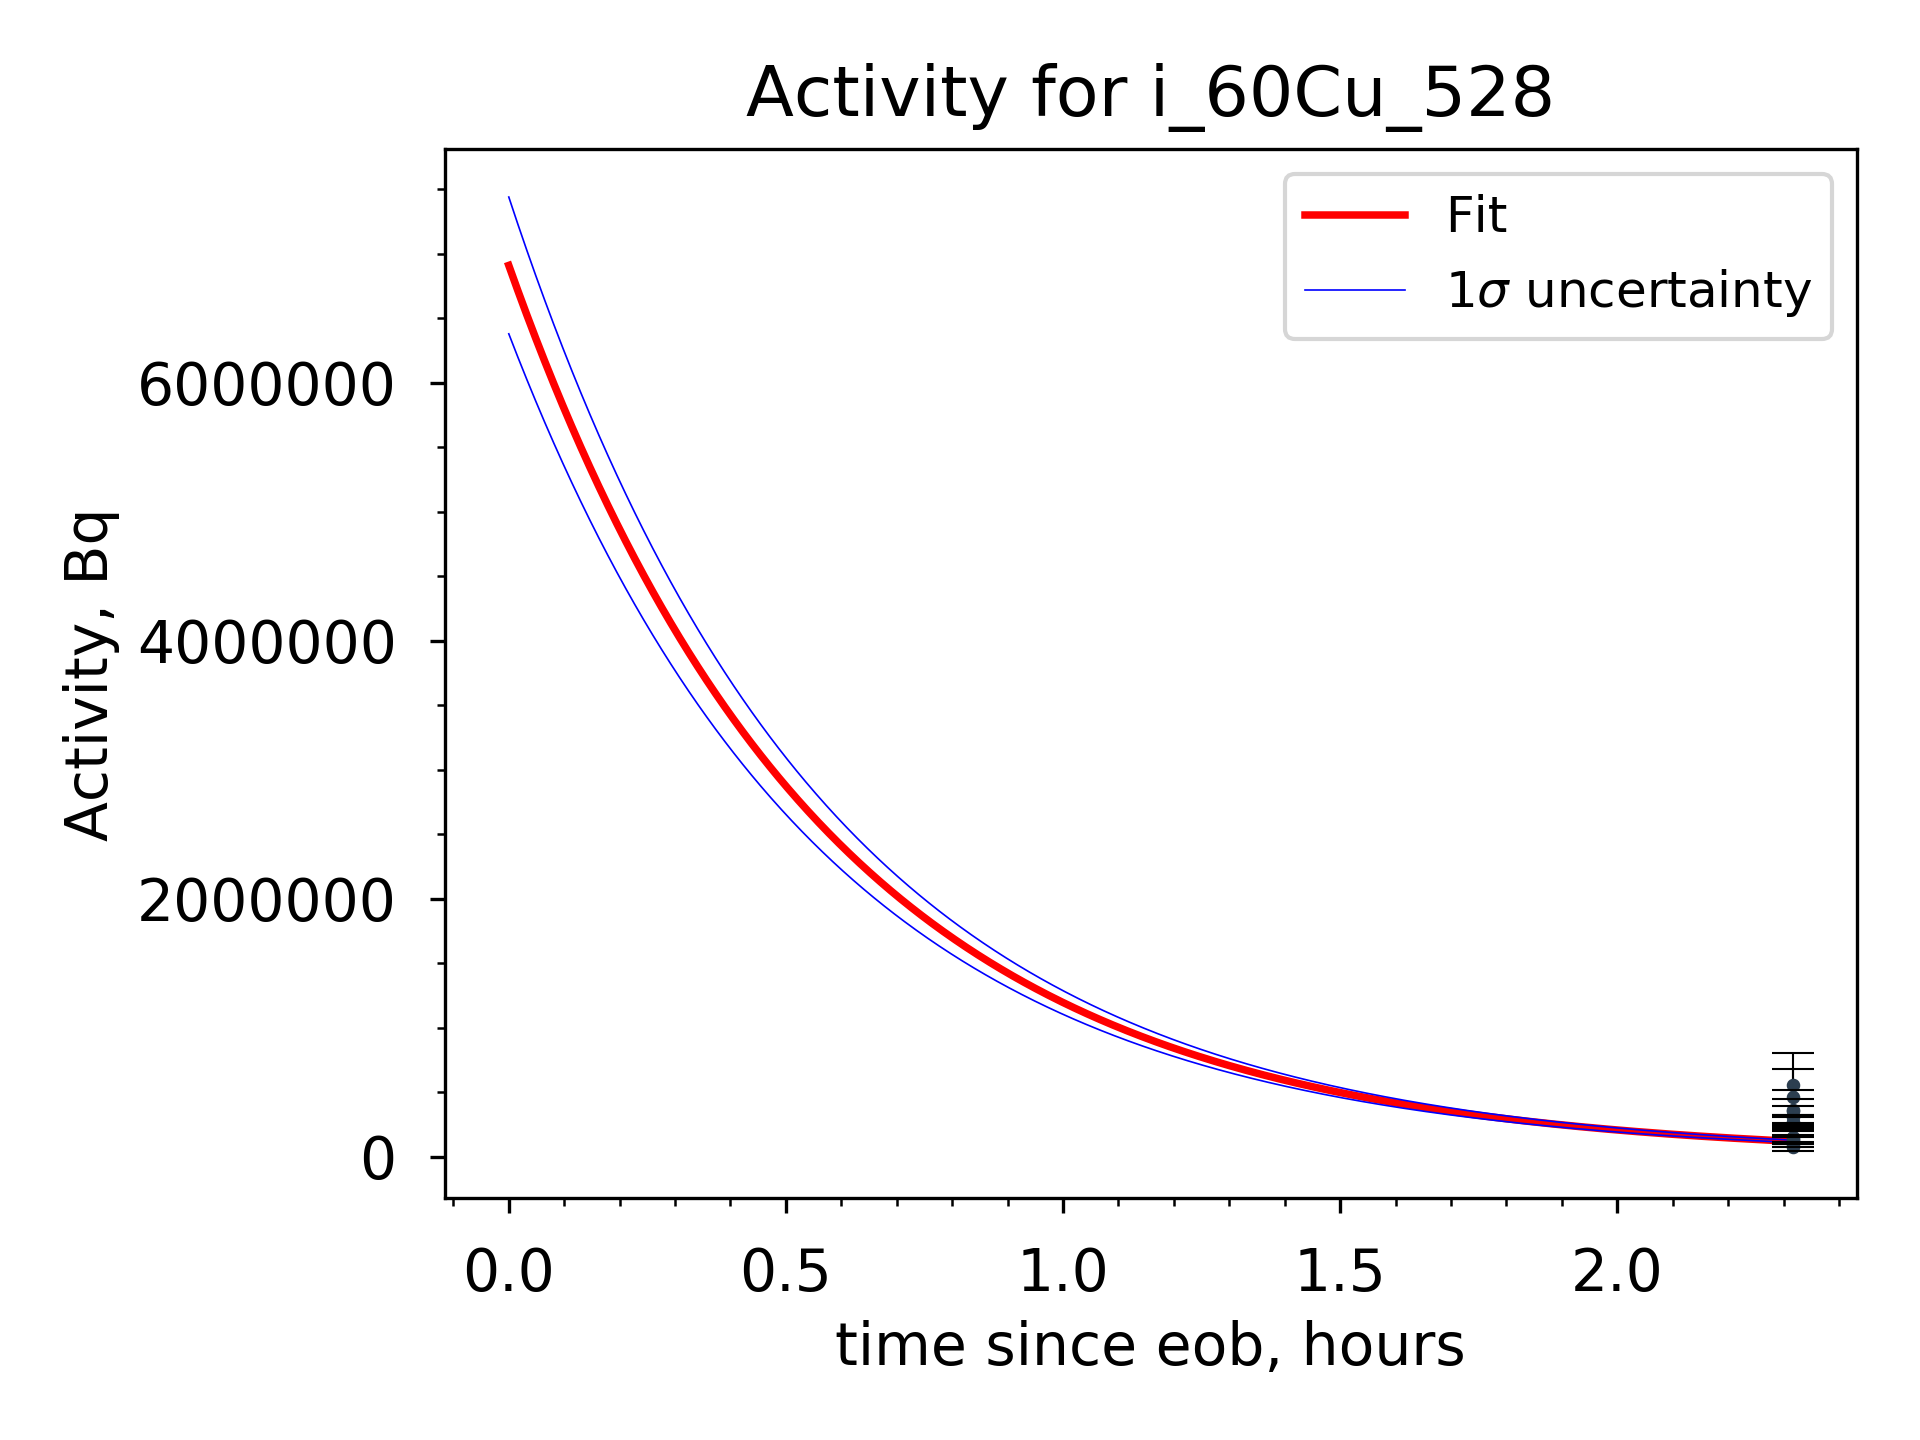 Activity for i_60Cu_528
Fit
1σ uncertainty
Activity, Bq
6000000
4000000
2000000
0
0.0 0.5 1.0 1.5 2.0
time since eob, hours